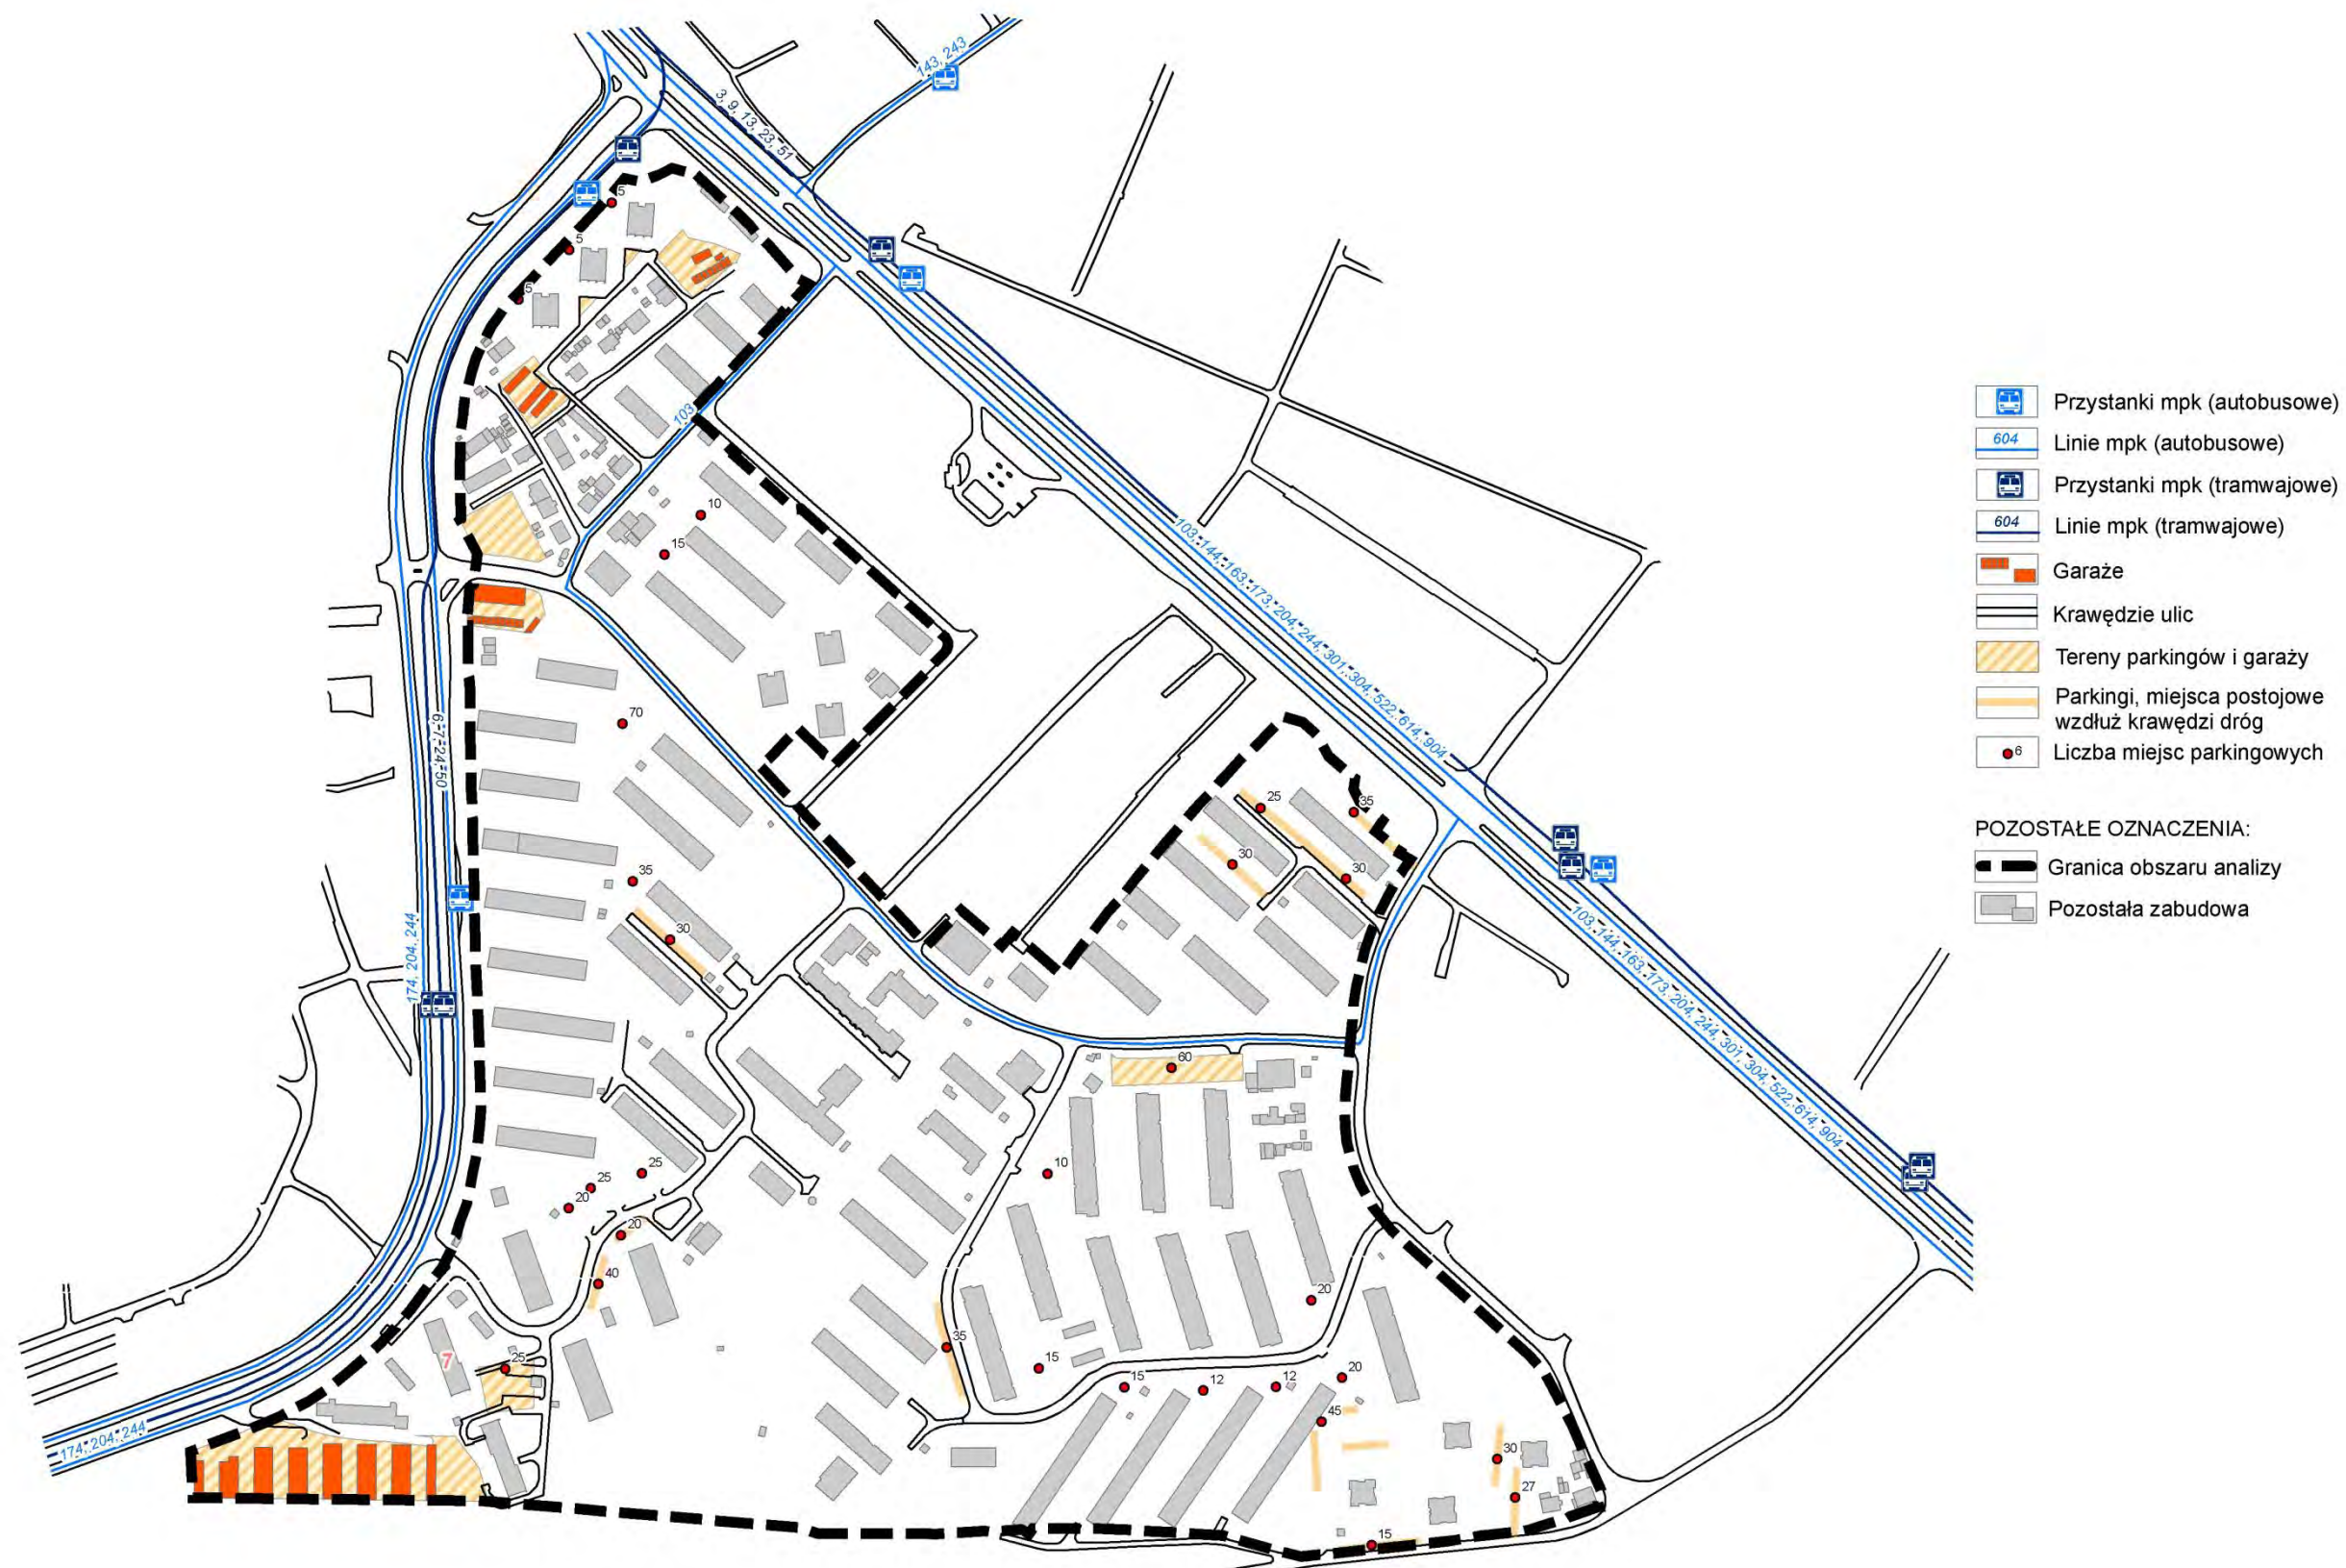 143, 243
3, 9, 13, 23, 51
5
5
5
103
10
15
70
6, 7, 24, 50
35
30
174, 204, 244
103, 144, 163, 173, 204, 244, 301, 304, 522, 614, 904
25
35
30
30
103, 144, 163, 173, 204, 244, 301, 304, 522, 614, 904
60
10
25
25
20
20
40
20
35
15
25
7
15
12
12
20
45
30
27
15
174, 204, 244
604
Przystanki mpk (autobusowe)
Linie mpk (autobusowe)
Przystanki mpk (tramwajowe)
604
Linie mpk (tramwajowe)
Garaże
Krawędzie ulic
Tereny parkingów i garaży
Parkingi, miejsca postojowe
wzdłuż krawędzi dróg
6
Liczba miejsc parkingowych
POZOSTAŁE OZNACZENIA:
Granica obszaru analizy
Pozostała zabudowa